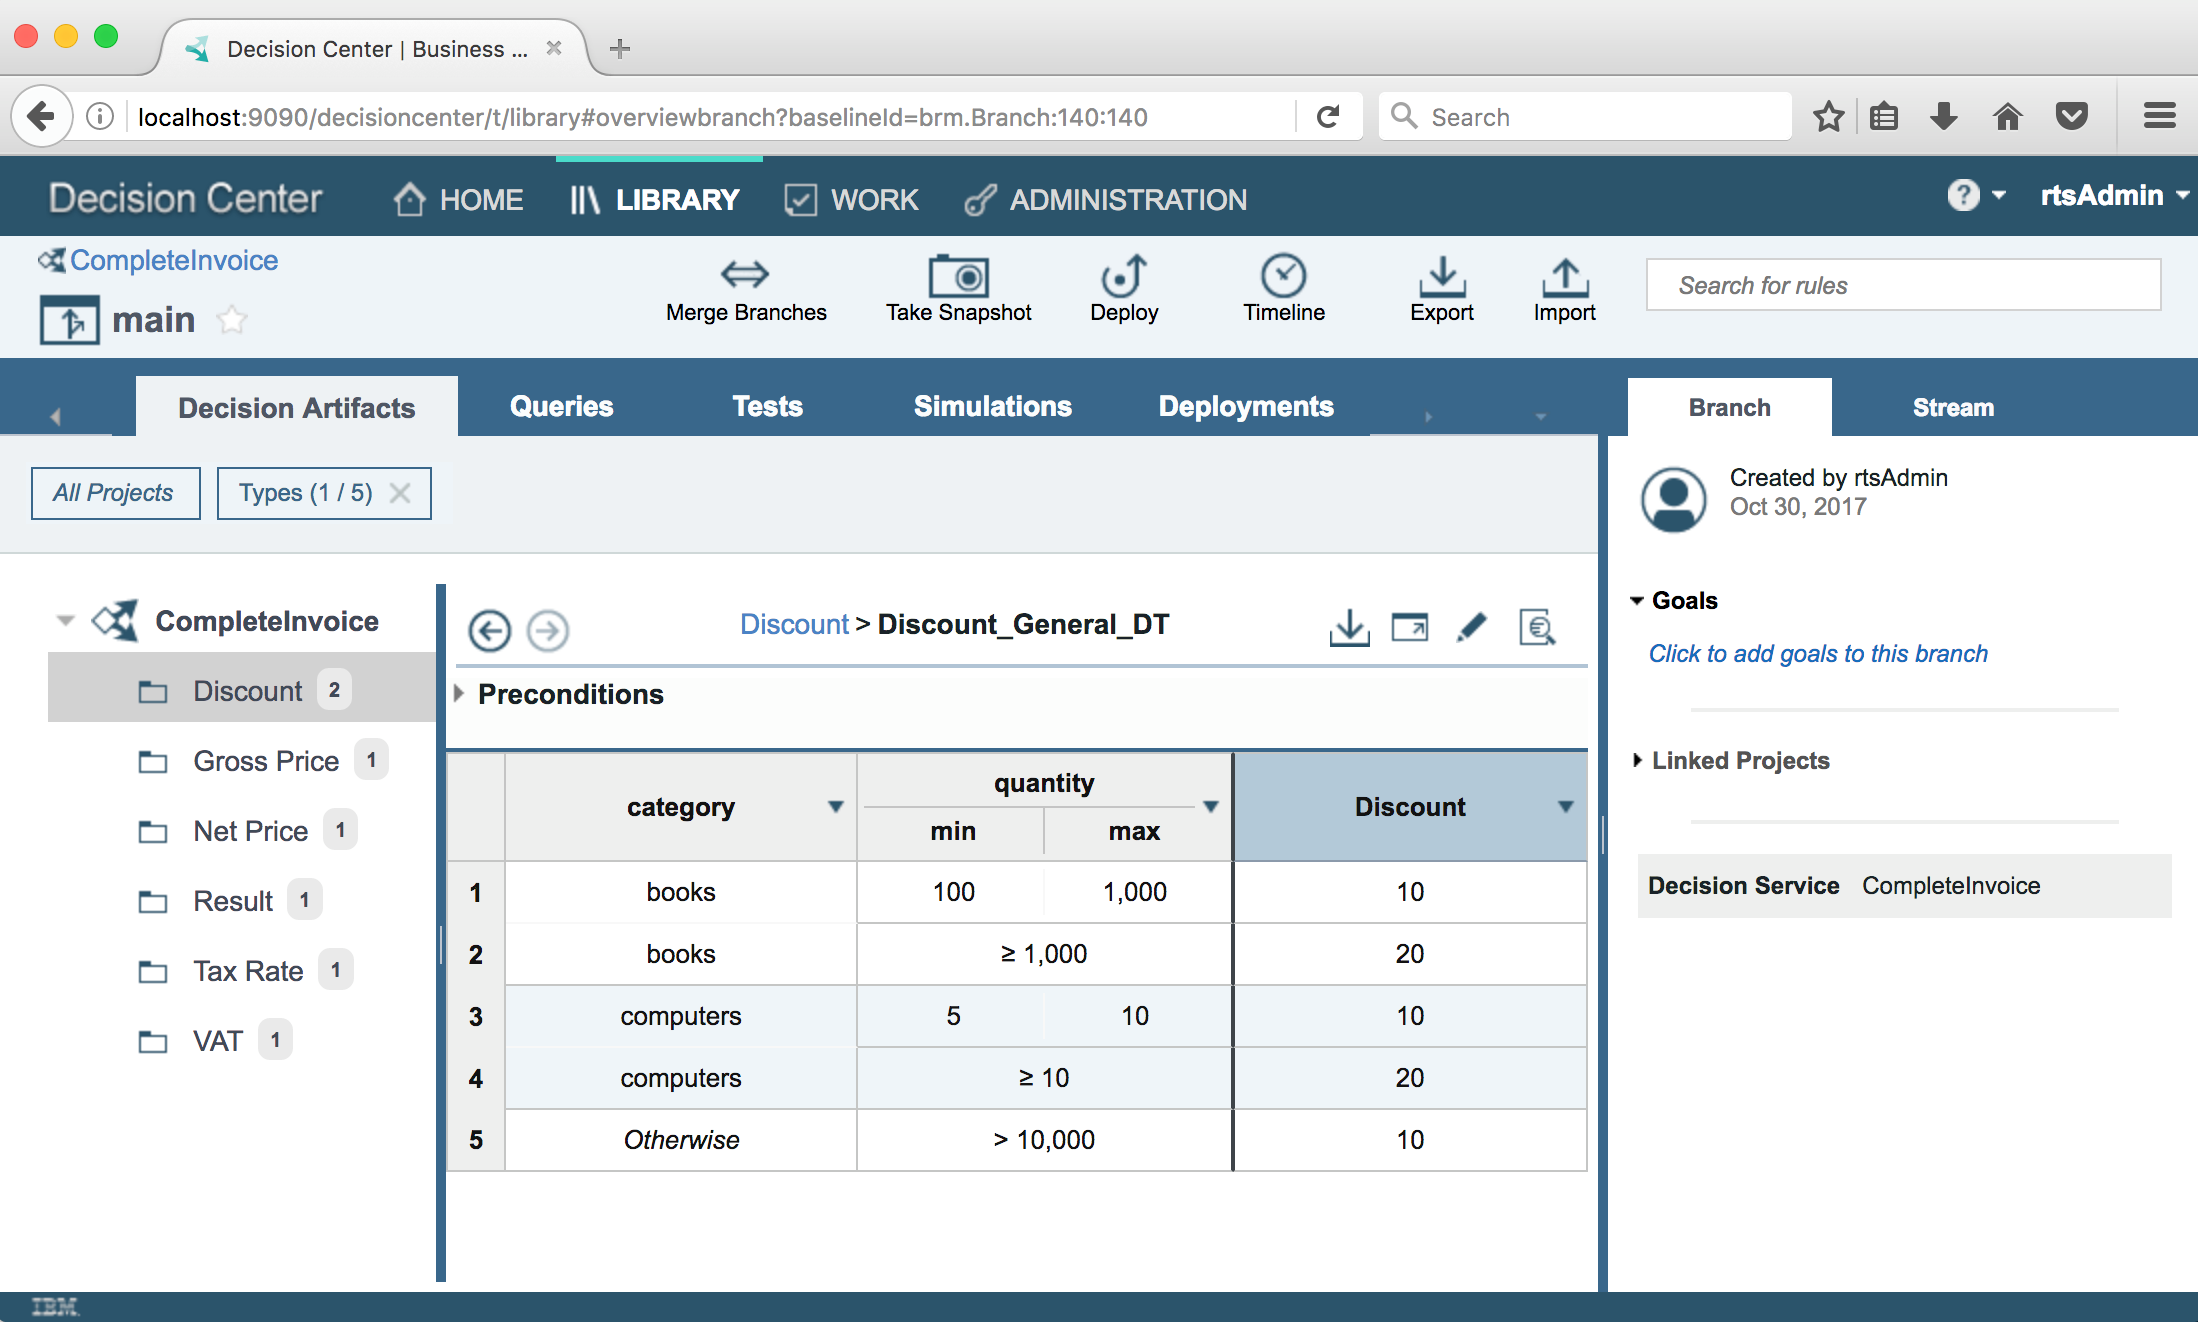 Decision Center | Business ...
localhost:9090/decisioncenter/t/library#overviewbranch?baselineId=brm.Branch:140:140
Search
Decision Center
HOME
LIBRARY
WORK
ADMINISTRATION
?
rtsAdmin
CompleteInvoice
main
Merge Branches
Take Snapshot
Deploy
Timeline
Export
Import
Search for rules
Decision Artifacts
Queries
Tests
Simulations
Deployments
Branch
Stream
All Projects
Types (1 / 5)
Created by rtsAdmin
Oct 30, 2017
Goals
Click to add goals to this branch
Linked Projects
Decision Service CompleteInvoice
CompleteInvoice
Discount 2
Gross Price 1
Net Price 1
Result 1
Tax Rate 1
VAT 1
Discount > Discount_General_DT
Preconditions
category quantity Discount
min max
1 books 100 1,000 10
2 books ≥ 1,000 20
3 computers 5 10 10
4 computers ≥ 10 20
5 Otherwise > 10,000 10
IBM